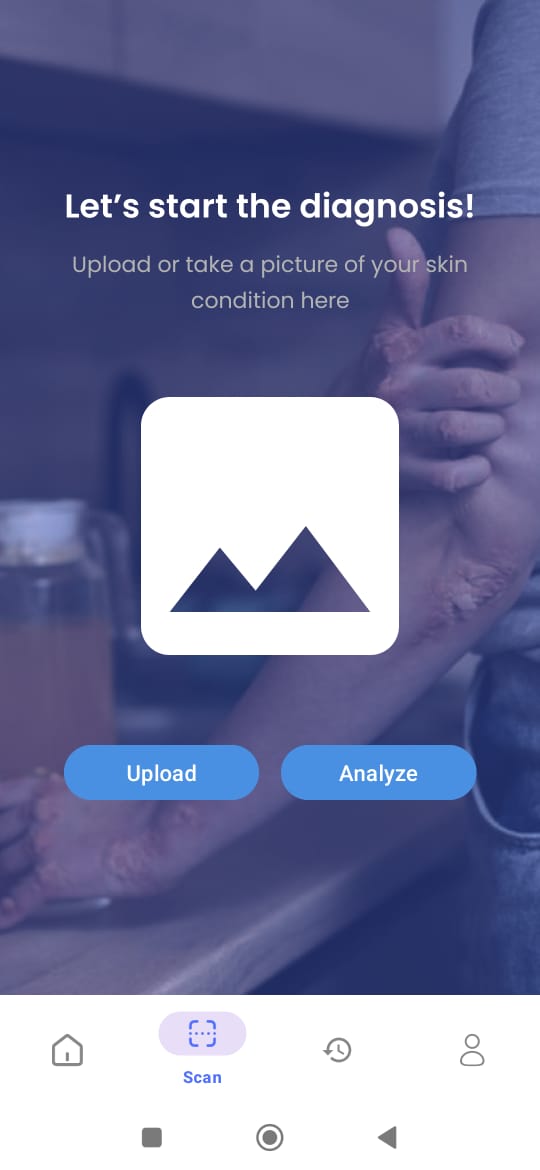 Let’s start the diagnosis!
Upload or take a picture of your skin
condition here
Upload
Analyze
Scan